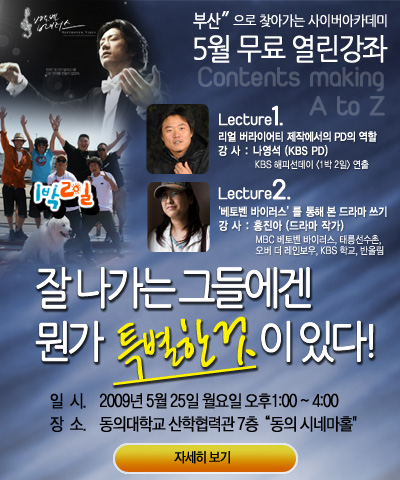 베토벤 바이러스
부산" 으로 찾아가는 사이버아카데미
5월 무료 열린강좌
Contents making
A to Z
Lecture1.
리얼 버라이어티 제작에서의 PD의 역할
강 사 : 나영석 (KBS PD)
KBS 해피선데이 <1박 2일> 연출
1박2일
Lecture2.
'베토벤 바이러스' 를 통해 본 드라마 쓰기
강 사 : 홍진아 (드라마 작가)
MBC 베토벤 바이러스, 태릉선수촌,
오버 더 레인보우, KBS 학교, 반올림
잘 나가는 그들에겐
뭔가 특별한것이 있다!
일 시. 2009년 5월 25일 월요일 오후1:00 ~ 4:00
장 소. 동의대학교 산학협력관 7층 "동의 시네마홀"
자세히 보기